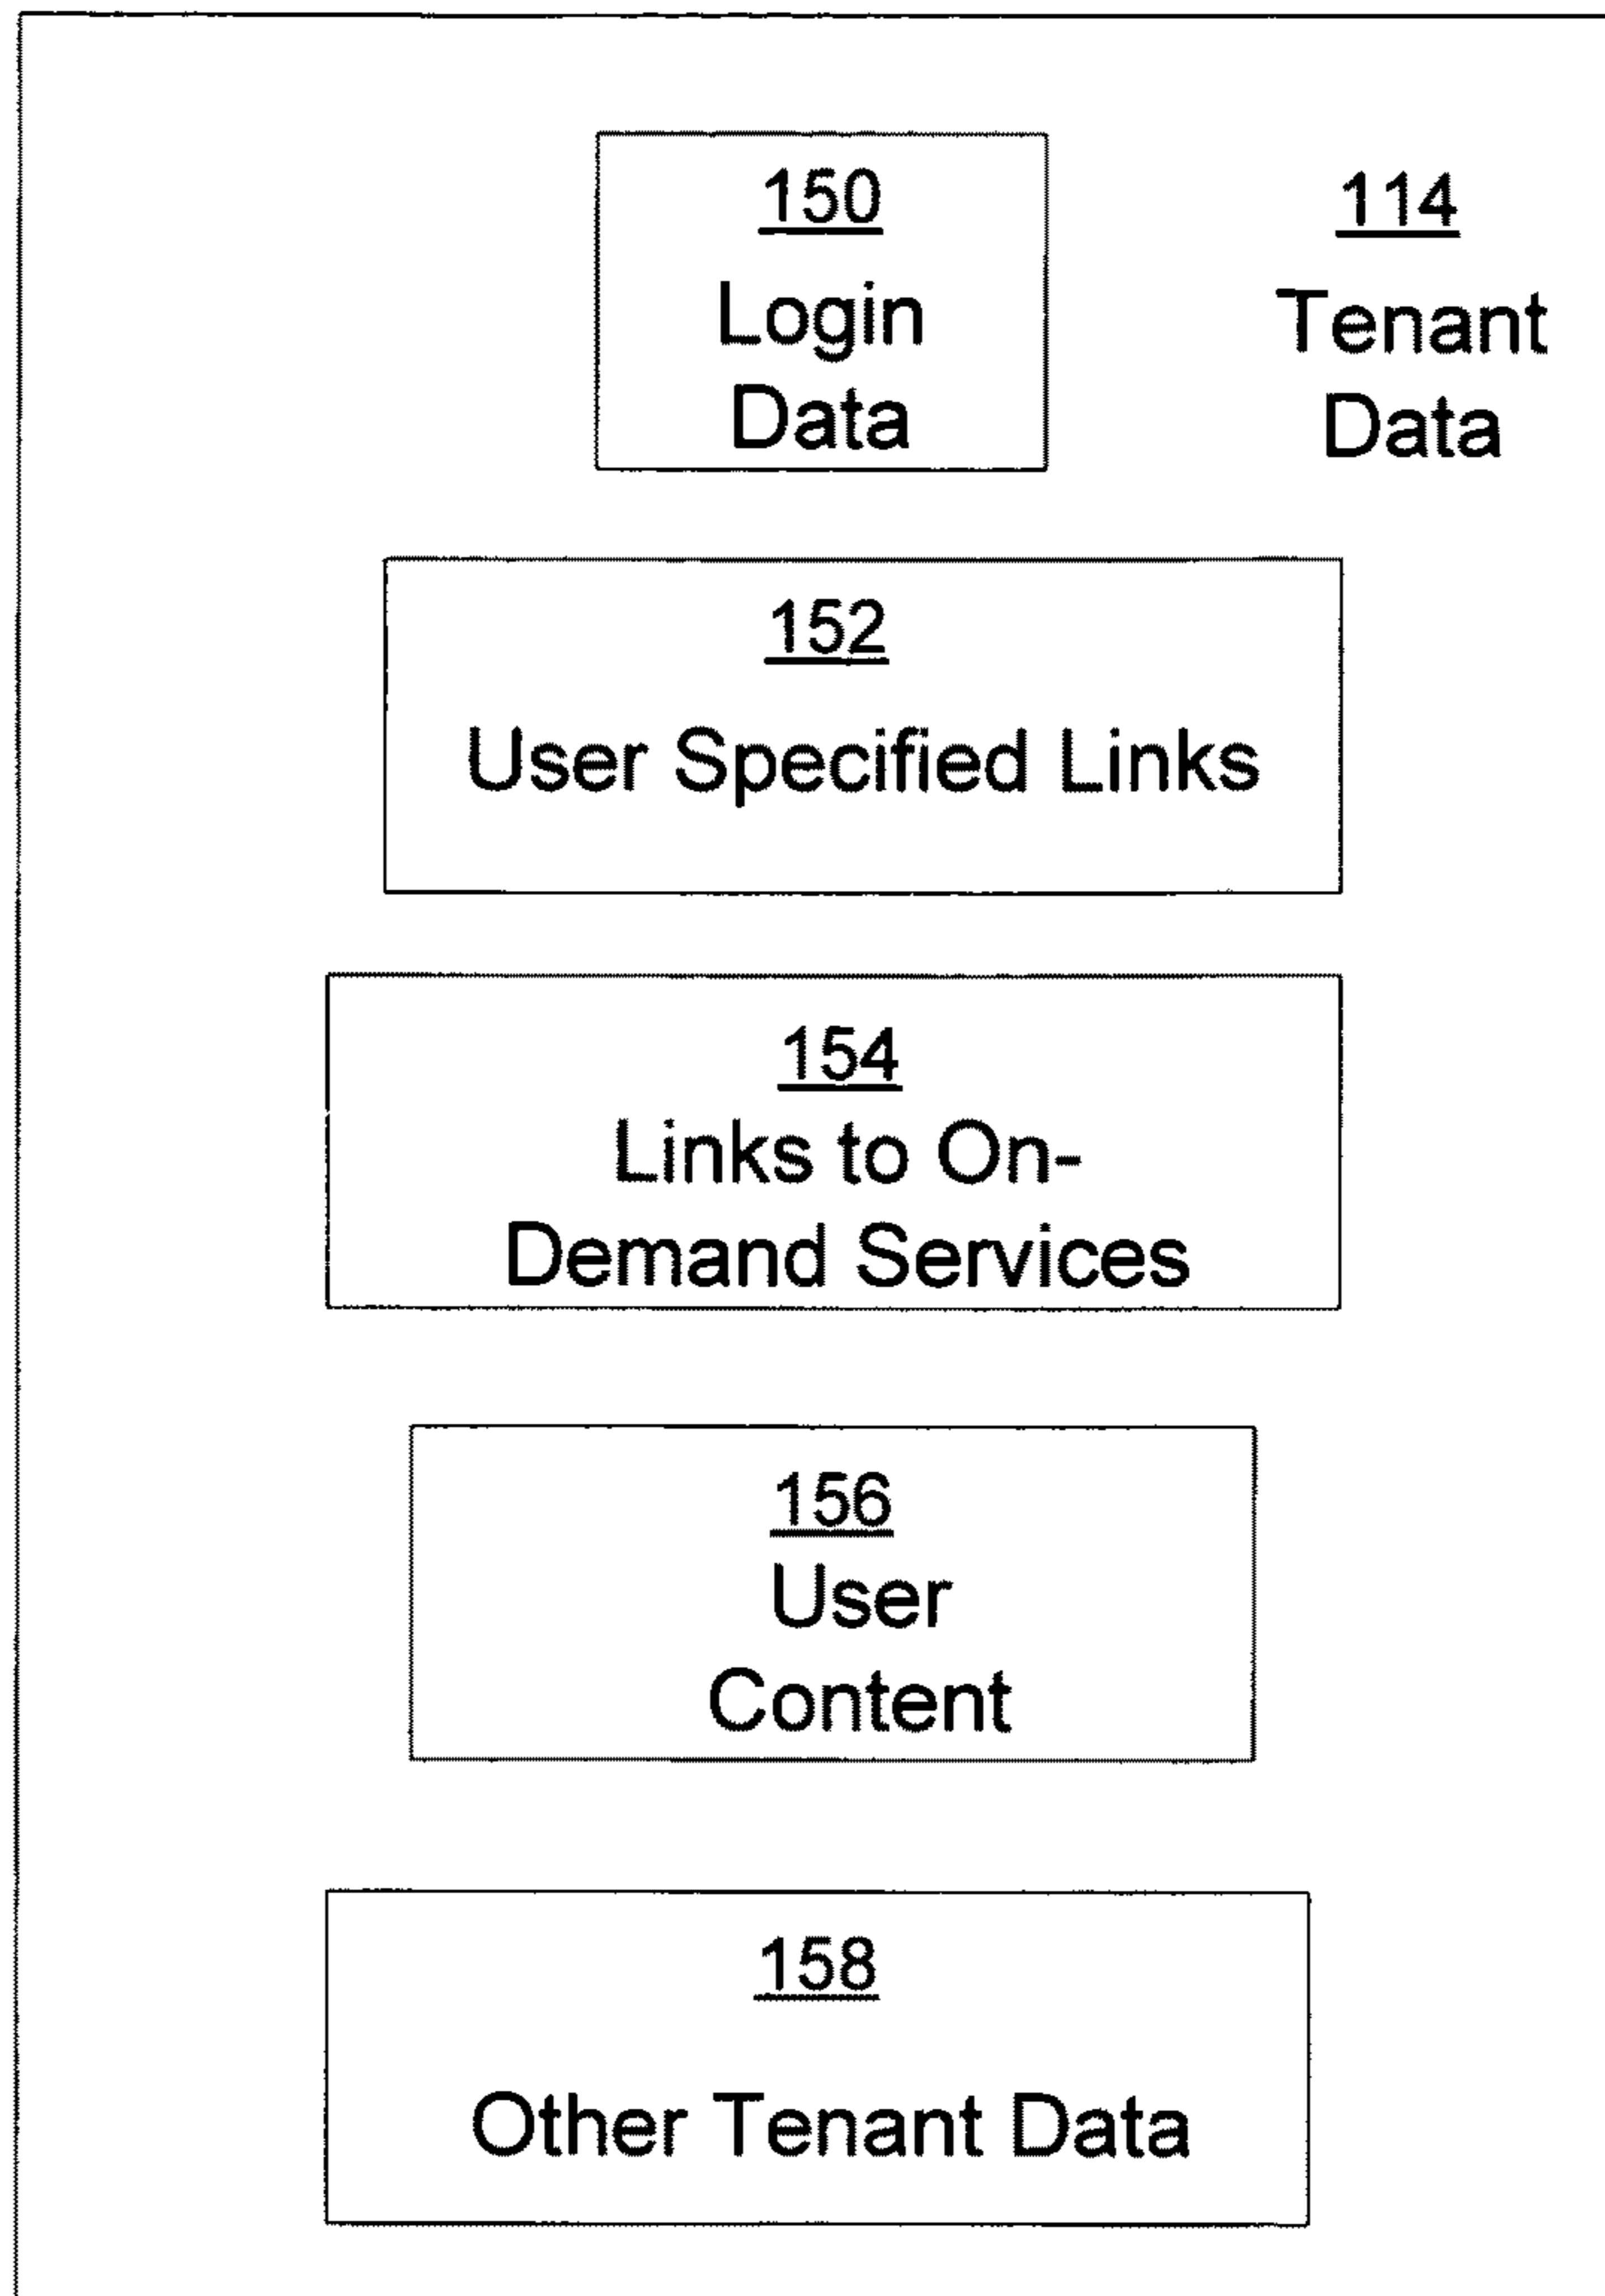 150
Login
Data
114
Tenant
Data
152
User Specified Links
154
Links to On-
Demand Services
156
User
Content
158
Other Tenant Data